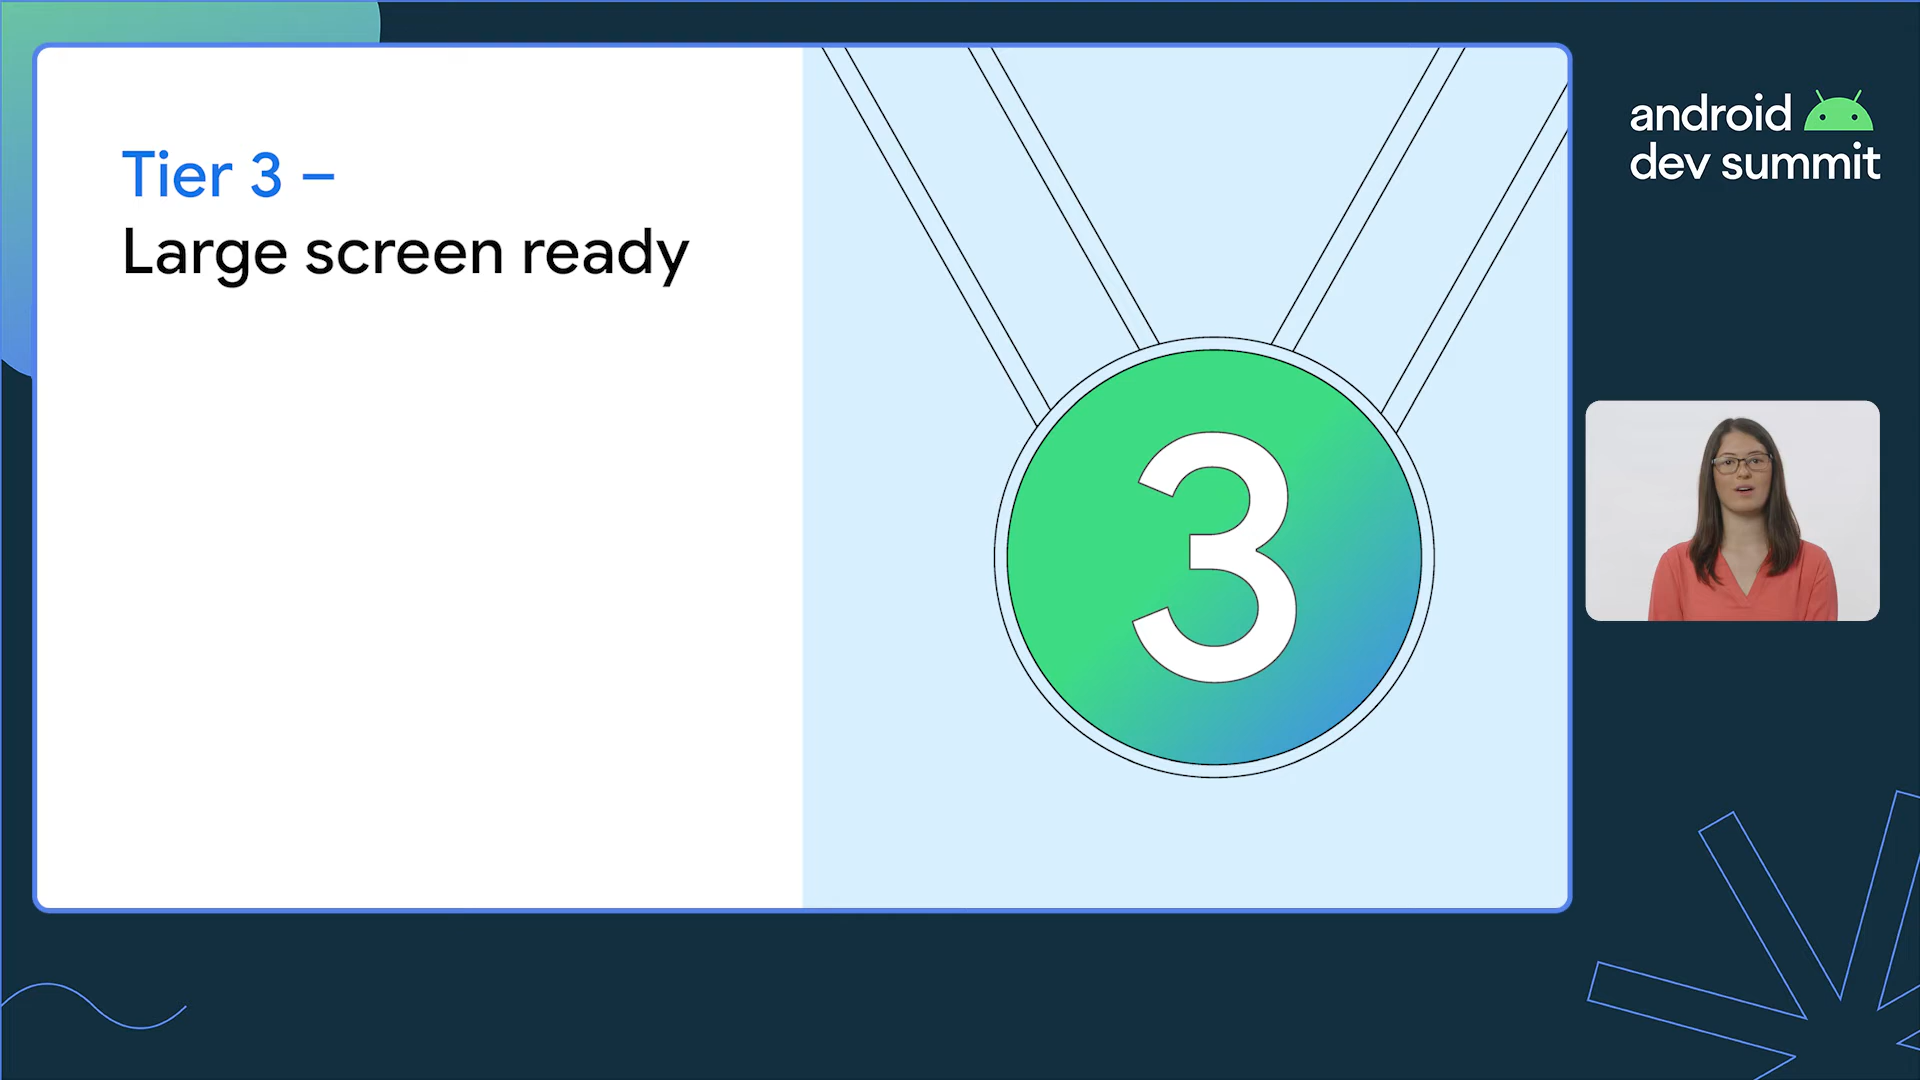 Tier 3 –
Large screen ready
3
android
dev summit